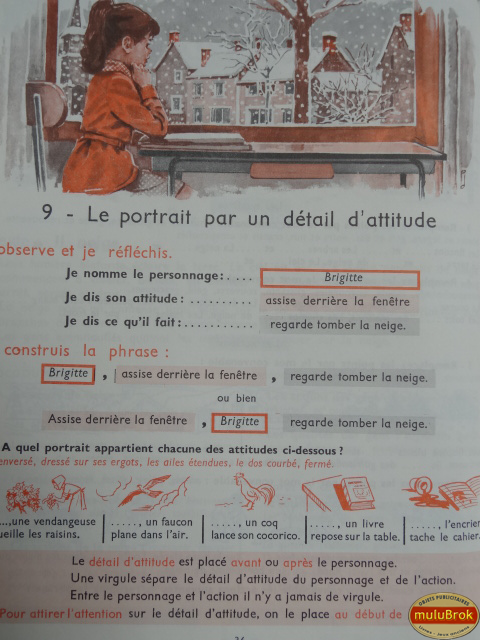 9 - Le portrait par un détail d'attitude
observe et je réfléchis.
Je nomme le personnage: . . . . Brigitte
Je dis son attitude: . . . . . . . . . . assise derrière la fenêtre
Je dis ce qu'il fait: . . . . . . . . . . . regarde tomber la neige.
construis la phrase :
Brigitte , assise derrière la fenêtre , regarde tomber la neige.
ou bien
Assise derrière la fenêtre , Brigitte regarde tomber la neige.
A quel portrait appartient chacune des attitudes ci-dessous ?
enversé, dressé sur ses ergots, les ailes étendues, le dos courbé, fermé.
...,une vendangeuse | ....., un faucon | ....., un coq | ....., un livre | ....., l'encrier
ueille les raisins. | plane dans l'air. | lance son cocorico. | repose sur la table. | tache le cahier.
Le détail d'attitude est placé avant ou après le personnage.
Une virgule sépare le détail d'attitude du personnage et de l'action.
Entre le personnage et l'action il n'y a jamais de virgule.
Pour attirer l'attention sur le détail d'attitude, on le place au début de
OBJETS PUBLICITAIRES
muluBrok